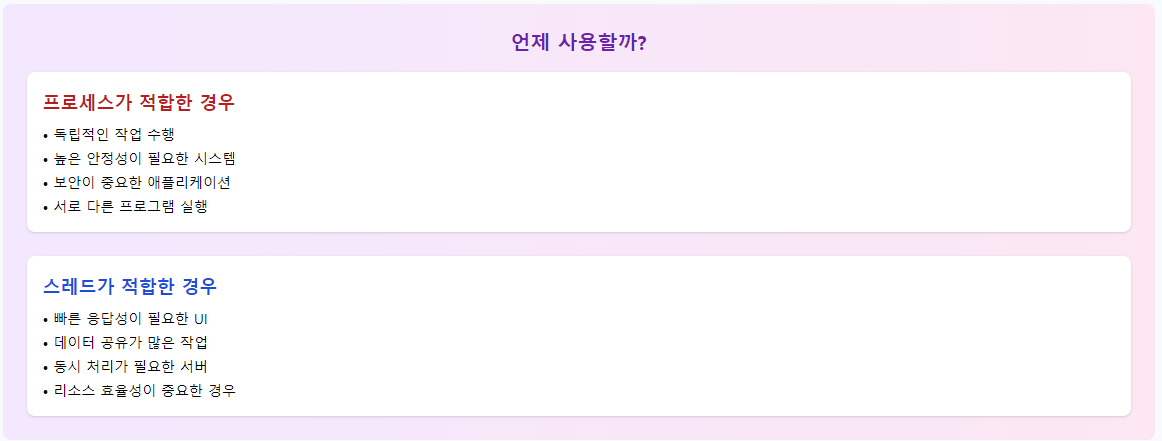 언제 사용할까?
프로세스가 적합한 경우
• 독립적인 작업 수행
• 높은 안정성이 필요한 시스템
• 보안이 중요한 애플리케이션
• 서로 다른 프로그램 실행
스레드가 적합한 경우
• 빠른 응답성이 필요한 UI
• 데이터 공유가 많은 작업
• 동시 처리가 필요한 서버
• 리소스 효율성이 중요한 경우